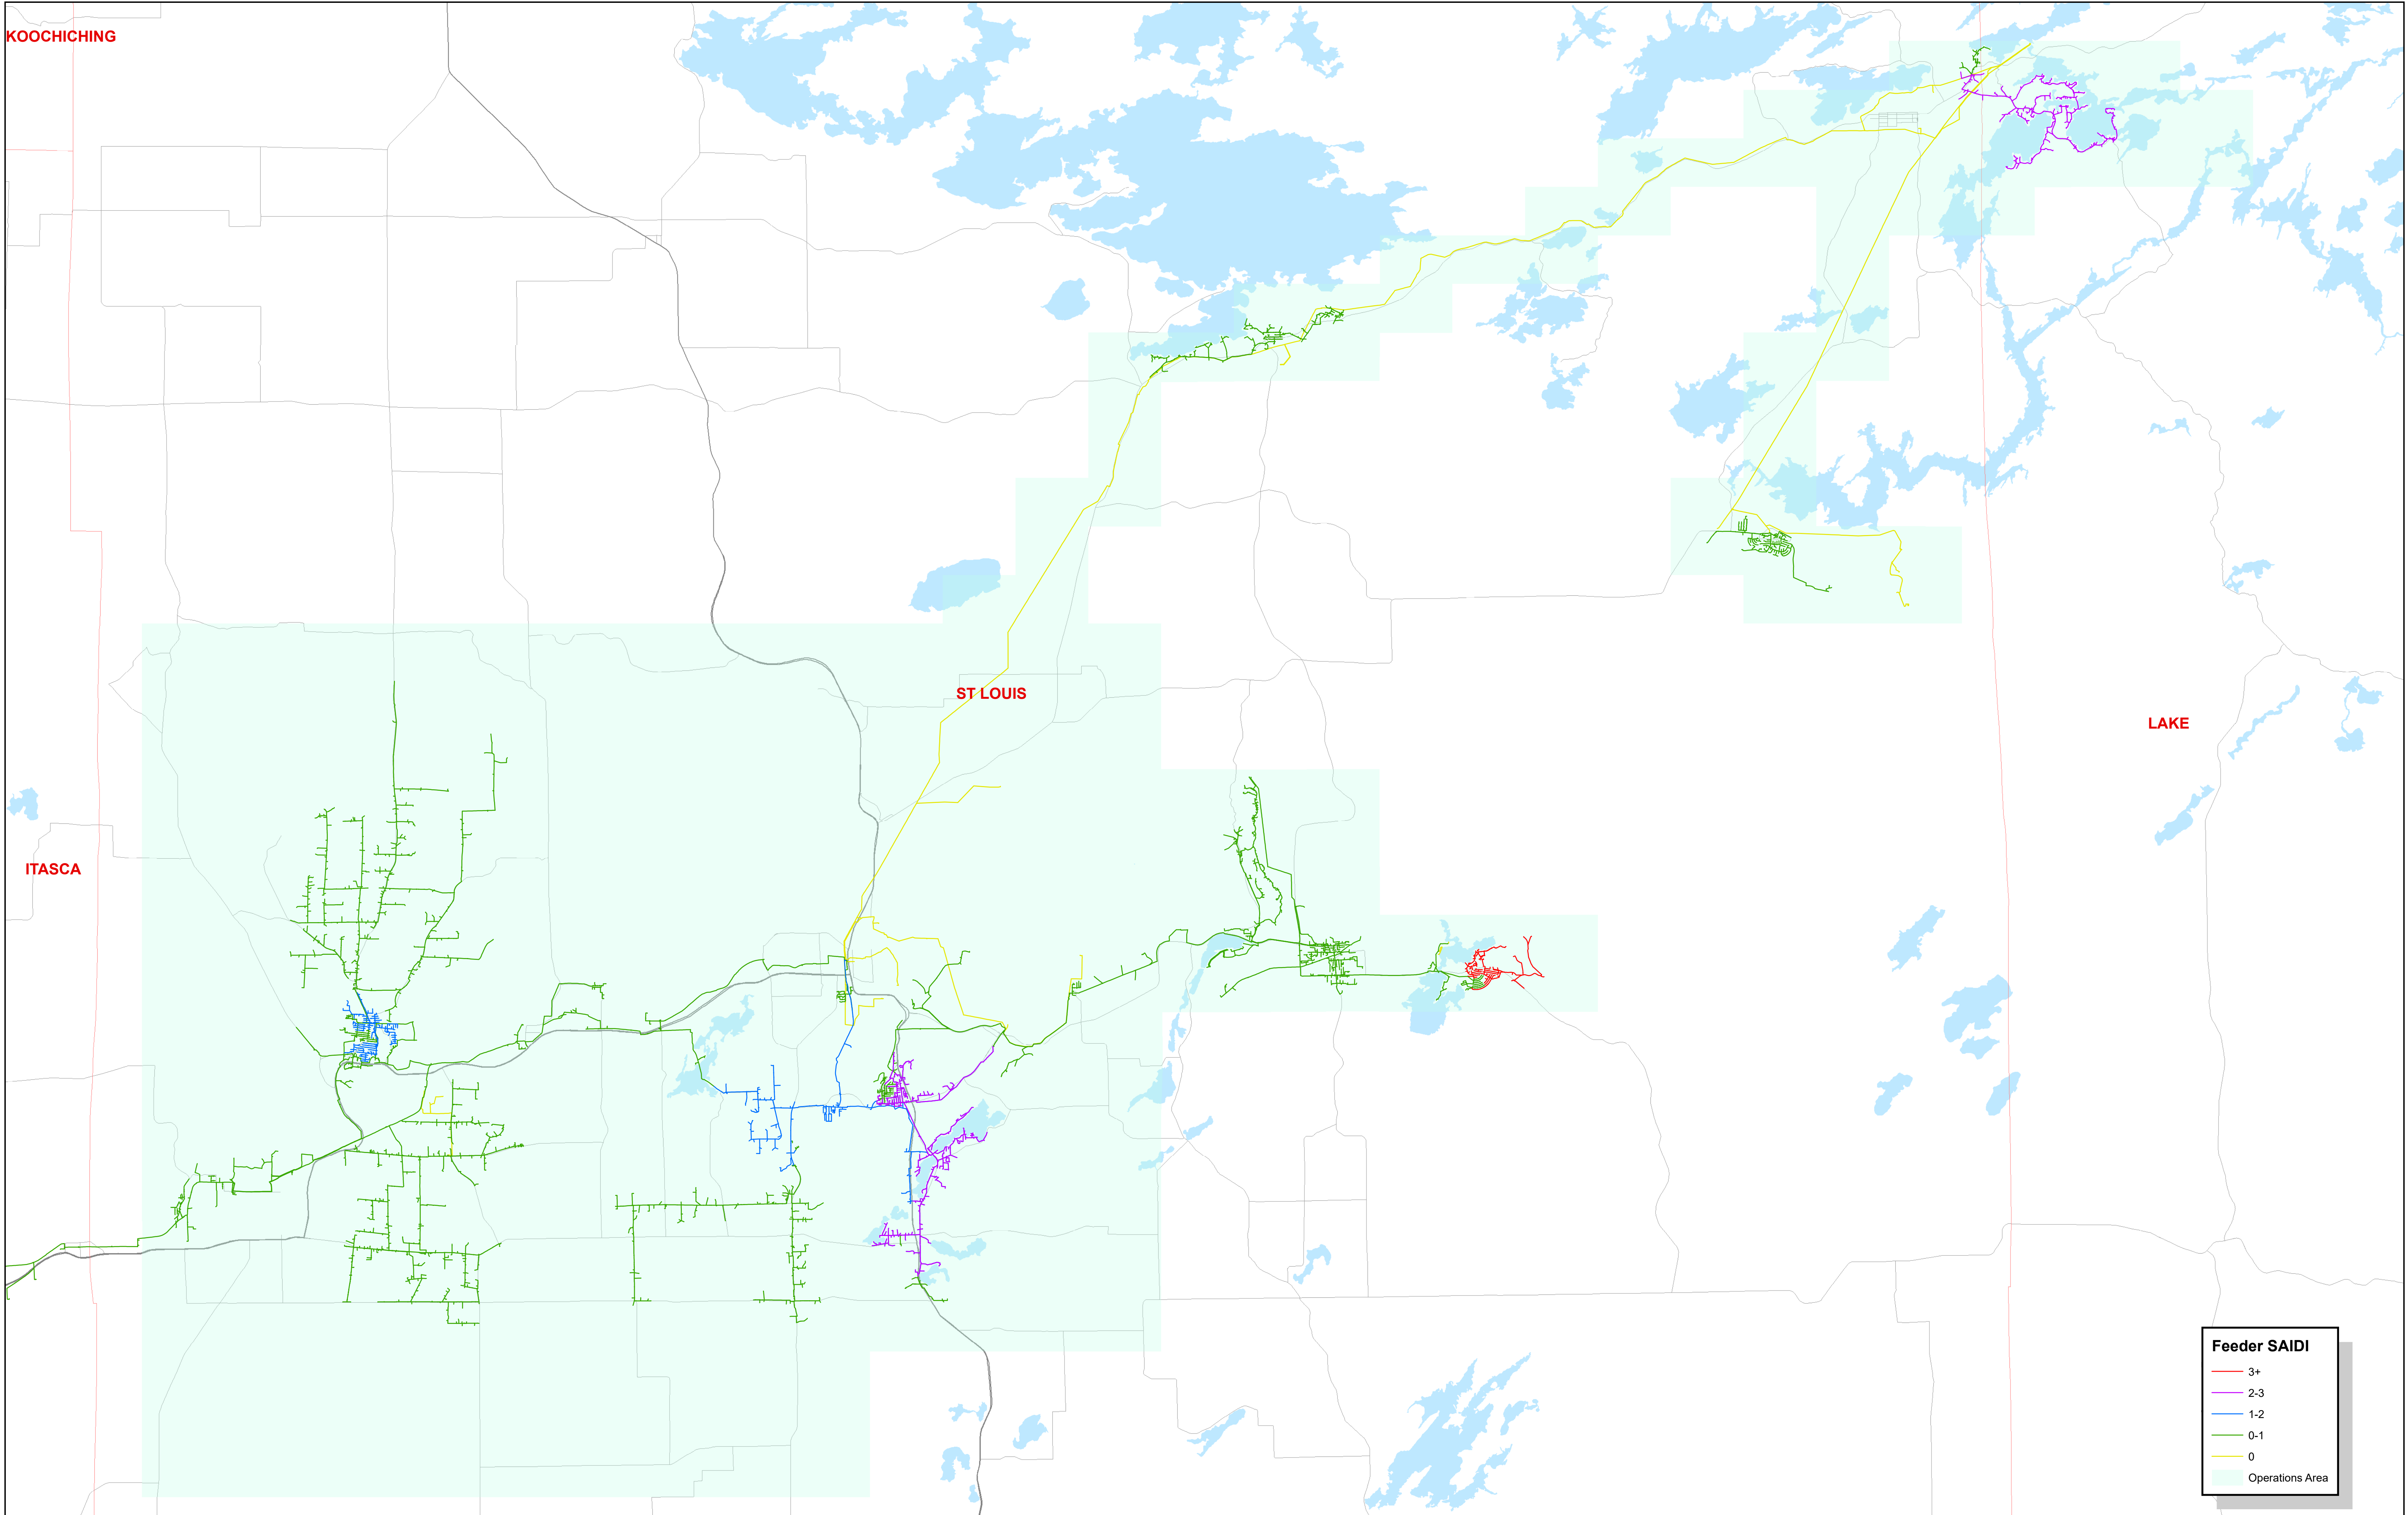 KOOCHICHING
ST LOUIS
LAKE
ITASCA
Feeder SAIDI
3+
2-3
1-2
0-1
0
Operations Area